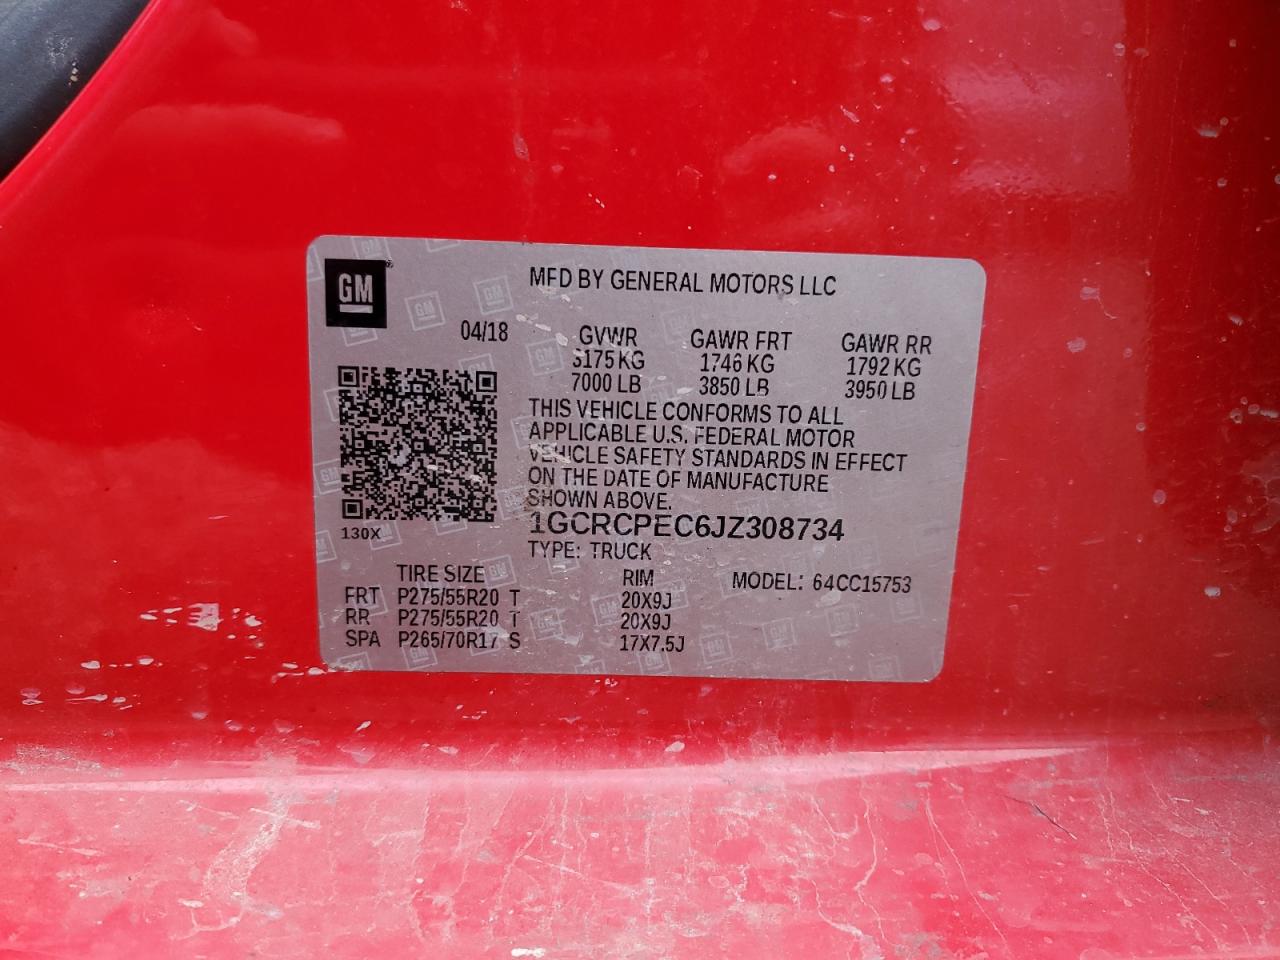 GM
MFD BY GENERAL MOTORS LLC
04/18 GVWR GAWR FRT GAWR RR
3175 KG 1746 KG 1792 KG
7000 LB 3850 LB 3950 LB
THIS VEHICLE CONFORMS TO ALL
APPLICABLE U.S. FEDERAL MOTOR
VEHICLE SAFETY STANDARDS IN EFFECT
ON THE DATE OF MANUFACTURE
SHOWN ABOVE.
130X
1GCRCPEC6JZ308734
TYPE: TRUCK
TIRE SIZE RIM MODEL: 64CC15753
FRT P275/55R20 T 20X9J
RR P275/55R20 T 20X9J
SPA P265/70R17 S 17X7.5J